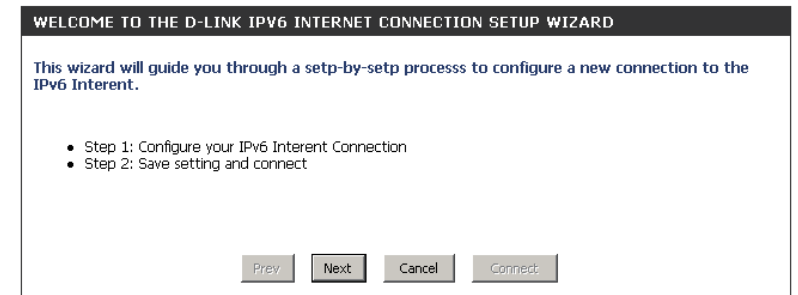 WELCOME TO THE D-LINK IPV6 INTERNET CONNECTION SETUP WIZARD
This wizard will guide you through a setp-by-setp processs to configure a new connection to the
IPv6 Interent.
• Step 1: Configure your IPv6 Interent Connection
• Step 2: Save setting and connect
Prev Next Cancel Connect